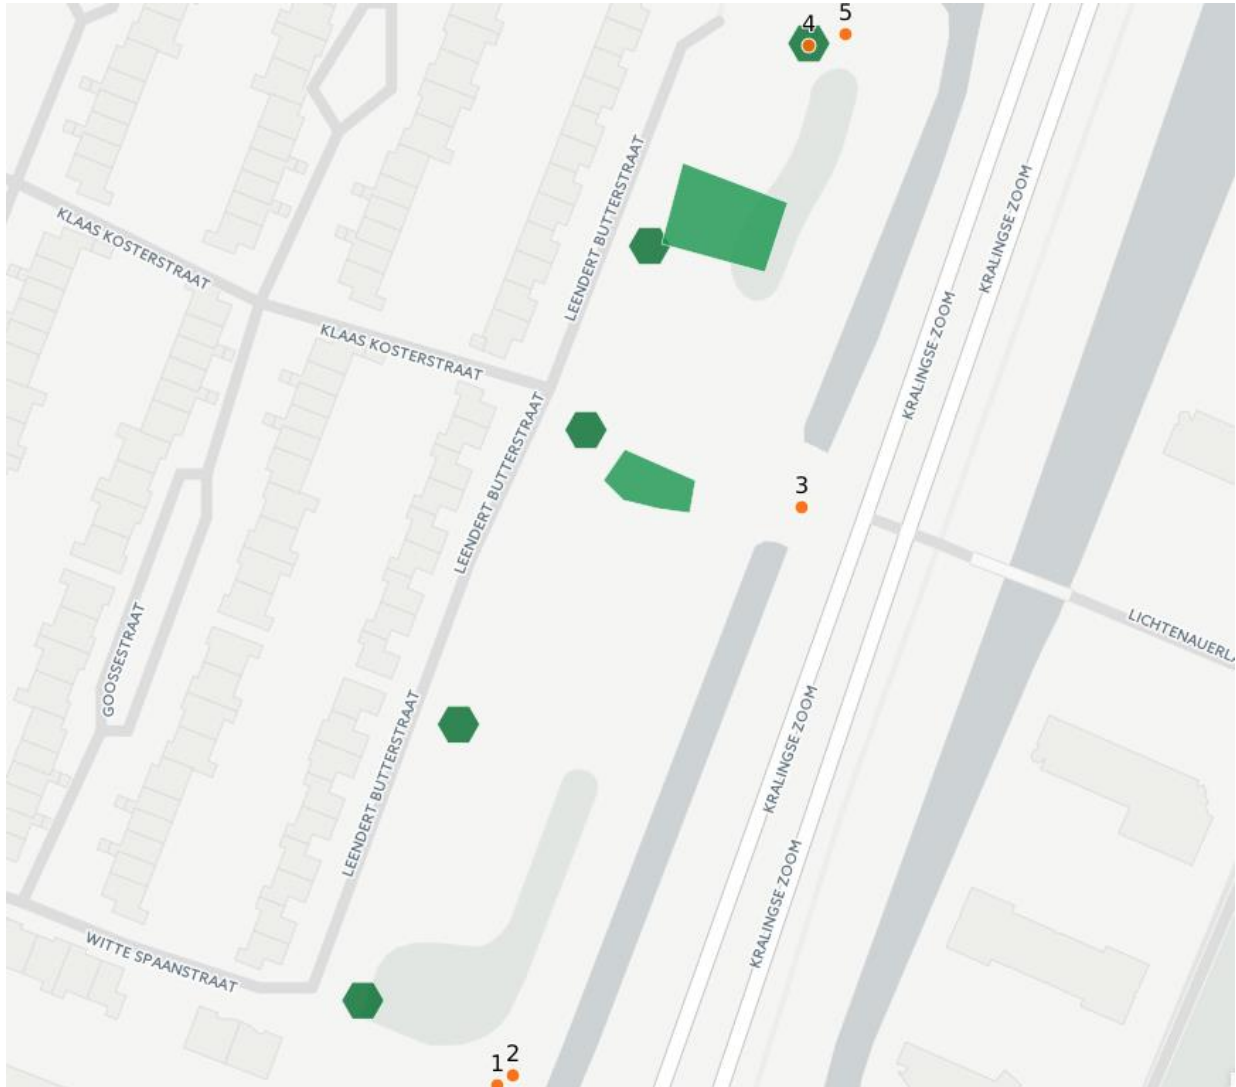 4
5
LEENDERT BUTTERSTRAAT
KRALINGSE ZOOM
KLAAS KOSTERSTRAAT
KRALINGSE ZOOM
KLAAS KOSTERSTRAAT
LEENDERT BUTTERSTRAAT
3
GOOSSESTRAAT
LICHTENAUERLA
LEENDERT BUTTERSTRAAT
KRALINGSE ZOOM
KRALINGSE ZOOM
WITTE SPAANSTRAAT
1
2